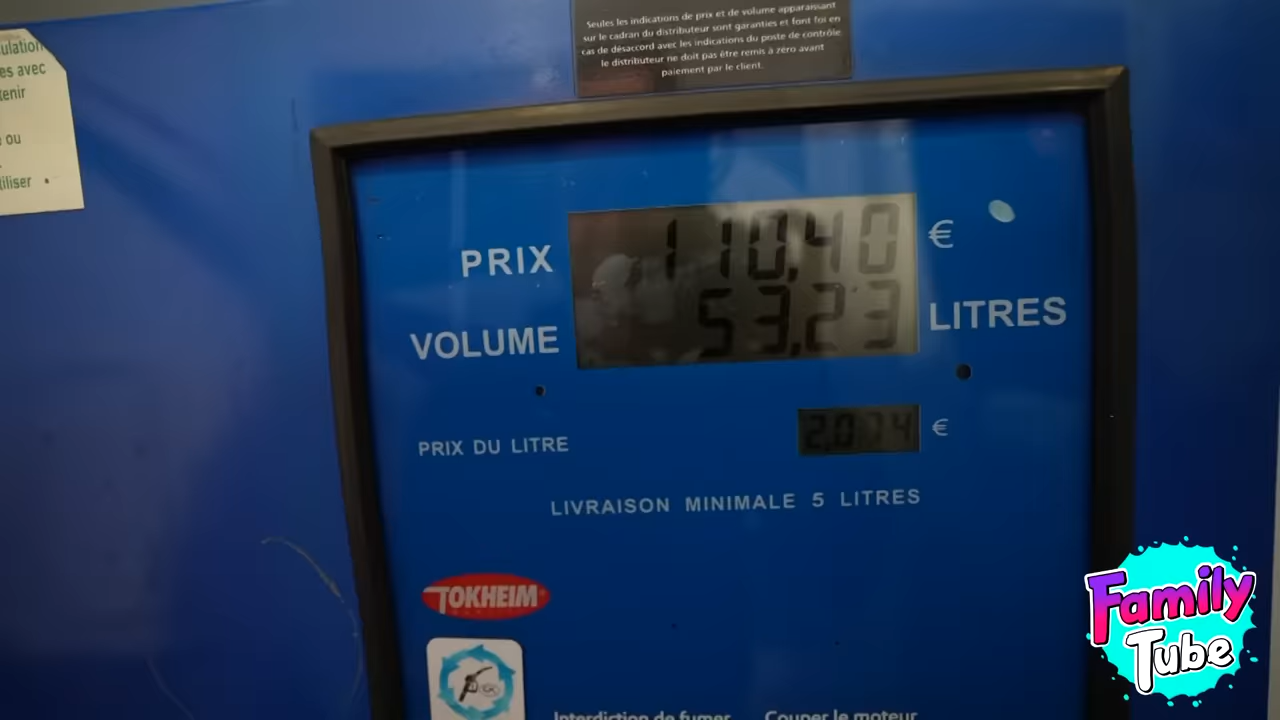 Seules les indications de prix et de volume apparaissant
sur le cadran du distributeur sont garanties et font foi en
cas de désaccord avec les indications du poste de contrôle
le distributeur ne doit pas être remis à zéro avant
paiement par le client.
es avec
ou
PRIX 110,40 €
VOLUME 53,23 LITRES
PRIX DU LITRE 2,074 €
LIVRAISON MINIMALE 5 LITRES
TOKHEIM
Interdiction de fumer Couper le moteur
Family
Tube